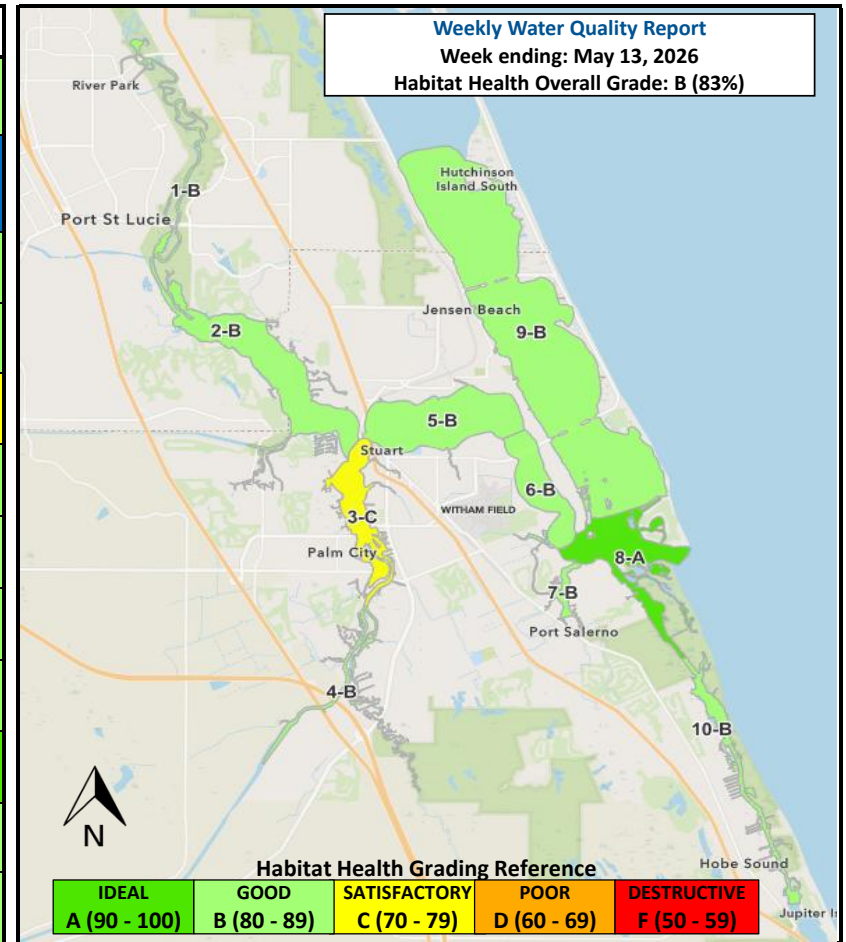 Weekly Water Quality Report
Week ending: May 13, 2026
Habitat Health Overall Grade: B (83%)
River Park
Hutchinson
Island South
1-B
Port St Lucie
Jensen Beach
2-B
9-B
5-B
Stuart
6-B
WITHAM FIELD
3-C
Palm City
8-A
7-B
Port Salerno
4-B
10-B
N
Hobe Sound
Habitat Health Grading Reference
IDEAL GOOD SATISFACTORY POOR DESTRUCTIVE
A (90 - 100) B (80 - 89) C (70 - 79) D (60 - 69) F (50 - 59)
Jupiter